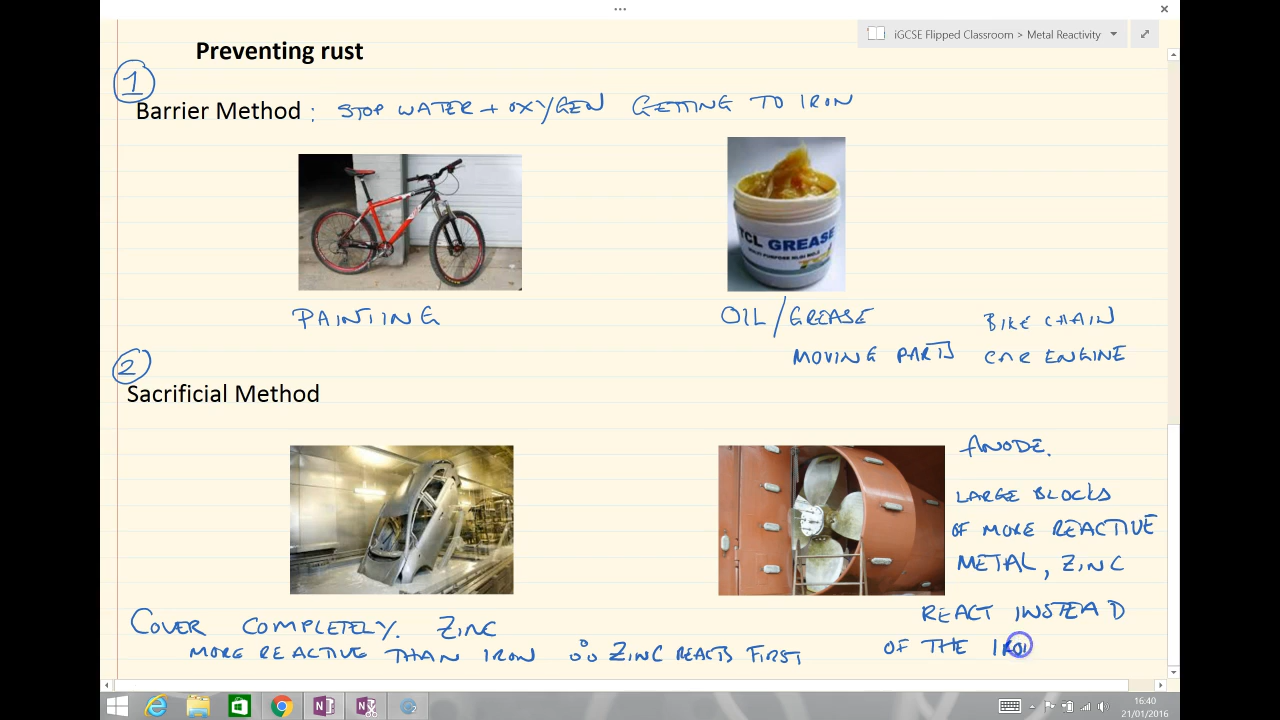 iGCSE Flipped Classroom > Metal Reactivity
Preventing rust
1
Barrier Method : STOP WATER + OXYGEN GETTING TO IRON
TCL GREASE
PAINTING
OIL/GREASE
BIKE CHAIN
MOVING PARTS
CAR ENGINE
2
Sacrificial Method
ANODE.
LARGE BLOCKS
OF MORE REACTIVE
METAL, ZINC
REACT INSTEAD
OF THE IRON
COVER COMPLETELY. ZINC
MORE REACTIVE THAN IRON ∴ ZINC REACTS FIRST
16:40
21/01/2016